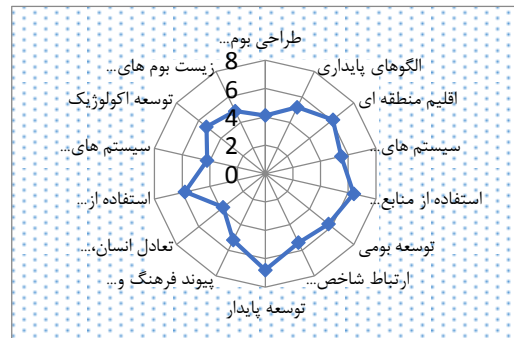 طراحی بوم...
الگوهای پایداری
اقلیم منطقه ای
سیستم های...
استفاده از منابع...
توسعه بومی
ارتباط شاخص...
توسعه پایدار
پیوند فرهنگ و...
تعادل انسان،...
استفاده از...
سیستم های...
توسعه اکولوژیک
زیست بوم های...
8
6
4
2
0